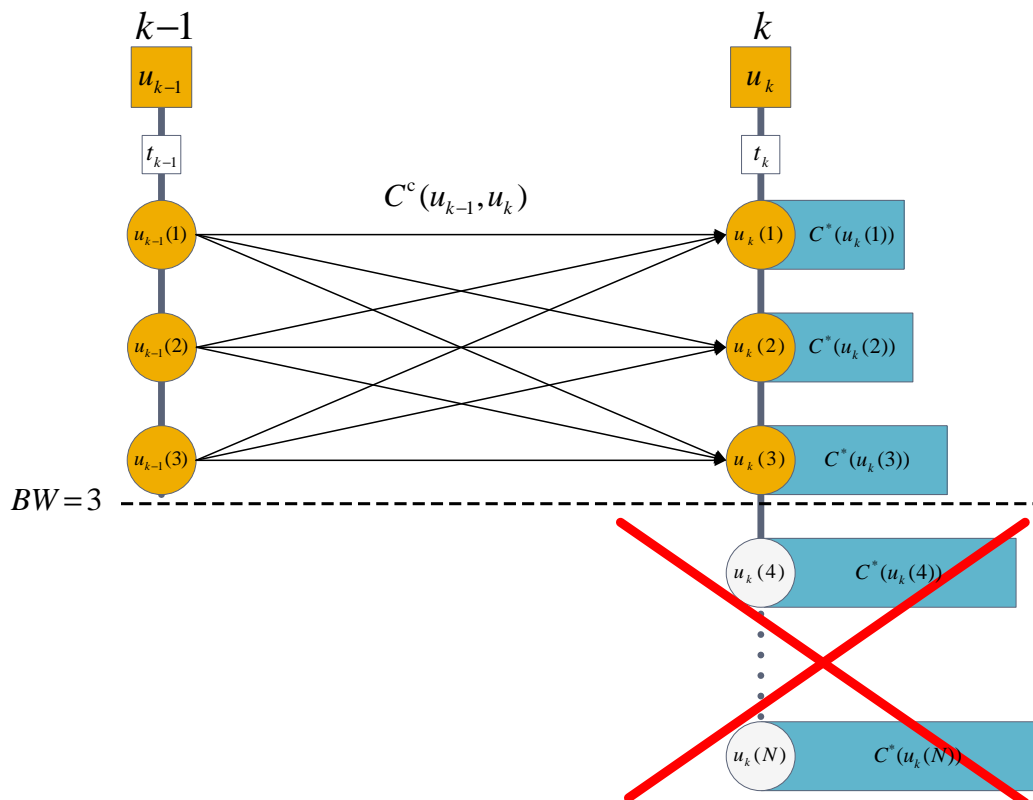 k−1 k
u_{k−1} u_k
t_{k−1} t_k
C^c(u_{k−1}, u_k)
u_{k−1}(1) u_k(1) C^*(u_k(1))
u_{k−1}(2) u_k(2) C^*(u_k(2))
u_{k−1}(3) u_k(3) C^*(u_k(3))
BW = 3
u_k(4) C^*(u_k(4))
u_k(N) C^*(u_k(N))